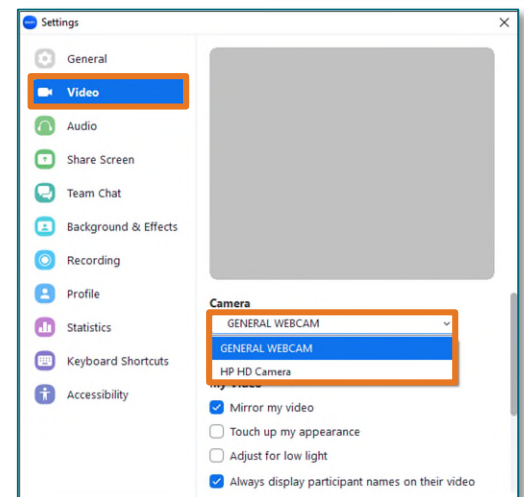 Settings
General
Video
Audio
Share Screen
Team Chat
Background & Effects
Recording
Profile
Statistics
Keyboard Shortcuts
Accessibility
Camera
GENERAL WEBCAM
GENERAL WEBCAM
HP HD Camera
My Video
Mirror my video
Touch up my appearance
Adjust for low light
Always display participant names on their video